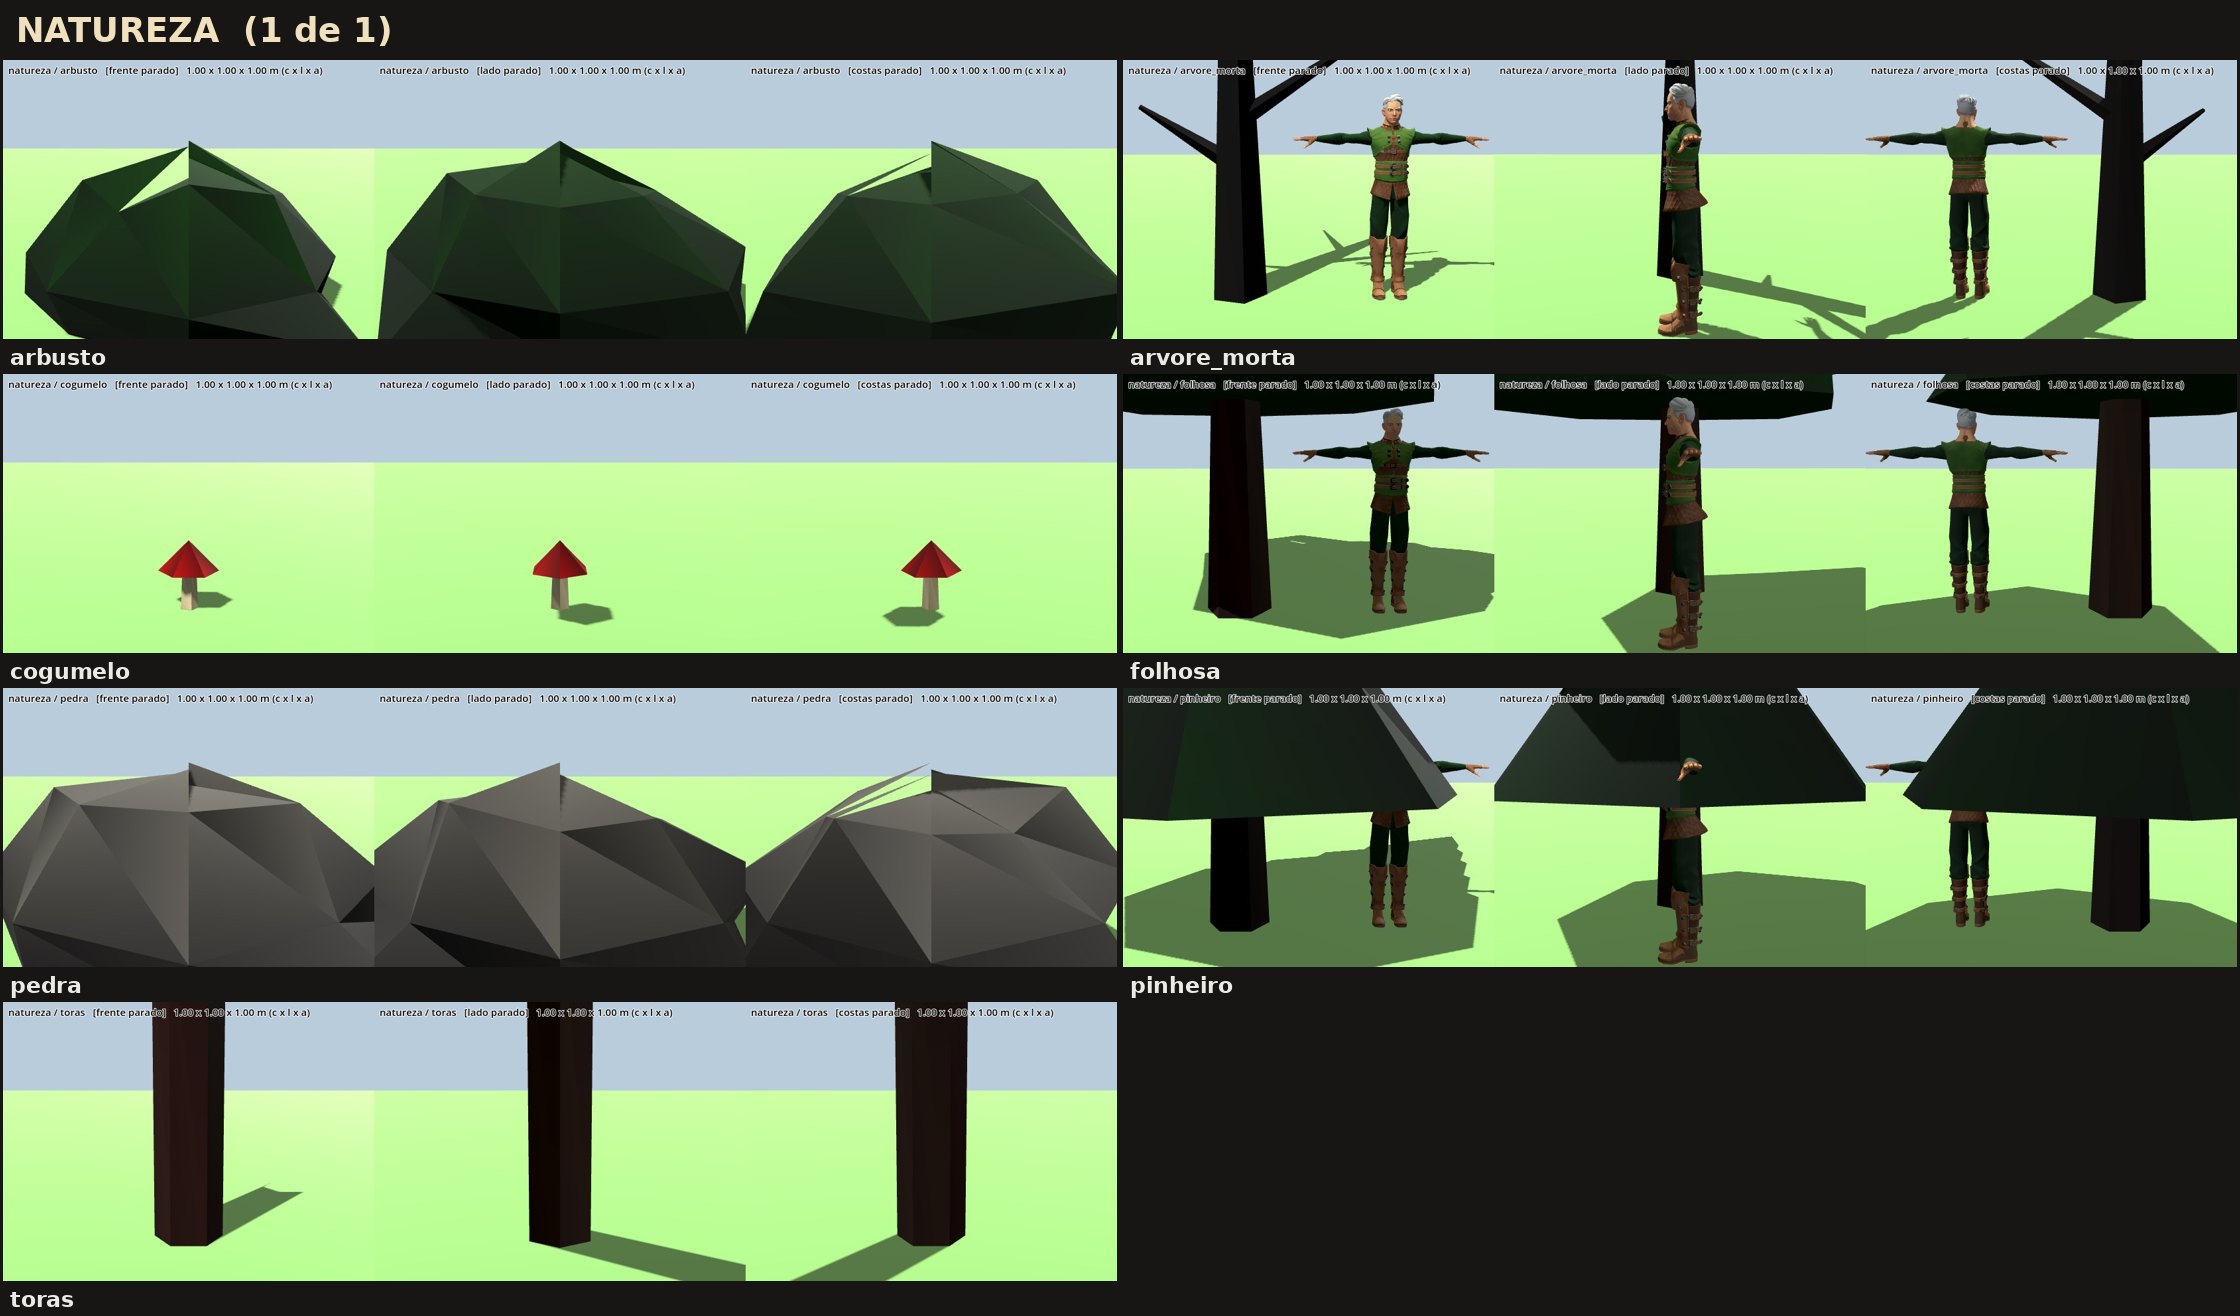 NATUREZA (1 de 1)
natureza / arbusto [frente parado] 1.00 x 1.00 x 1.00 m (c x l x a)
natureza / arbusto [lado parado] 1.00 x 1.00 x 1.00 m (c x l x a)
natureza / arbusto [costas parado] 1.00 x 1.00 x 1.00 m (c x l x a)
natureza / arvore_morta [frente parado] 1.00 x 1.00 x 1.00 m (c x l x a)
natureza / arvore_morta [lado parado] 1.00 x 1.00 x 1.00 m (c x l x a)
natureza / arvore_morta [costas parado] 1.00 x 1.00 x 1.00 m (c x l x a)
arbusto
arvore_morta
natureza / cogumelo [frente parado] 1.00 x 1.00 x 1.00 m (c x l x a)
natureza / cogumelo [lado parado] 1.00 x 1.00 x 1.00 m (c x l x a)
natureza / cogumelo [costas parado] 1.00 x 1.00 x 1.00 m (c x l x a)
natureza / folhosa [frente parado] 1.00 x 1.00 x 1.00 m (c x l x a)
natureza / folhosa [lado parado] 1.00 x 1.00 x 1.00 m (c x l x a)
natureza / folhosa [costas parado] 1.00 x 1.00 x 1.00 m (c x l x a)
cogumelo
folhosa
natureza / pedra [frente parado] 1.00 x 1.00 x 1.00 m (c x l x a)
natureza / pedra [lado parado] 1.00 x 1.00 x 1.00 m (c x l x a)
natureza / pedra [costas parado] 1.00 x 1.00 x 1.00 m (c x l x a)
natureza / pinheiro [frente parado] 1.00 x 1.00 x 1.00 m (c x l x a)
natureza / pinheiro [lado parado] 1.00 x 1.00 x 1.00 m (c x l x a)
natureza / pinheiro [costas parado] 1.00 x 1.00 x 1.00 m (c x l x a)
pedra
pinheiro
natureza / toras [frente parado] 1.00 x 1.00 x 1.00 m (c x l x a)
natureza / toras [lado parado] 1.00 x 1.00 x 1.00 m (c x l x a)
natureza / toras [costas parado] 1.00 x 1.00 x 1.00 m (c x l x a)
toras